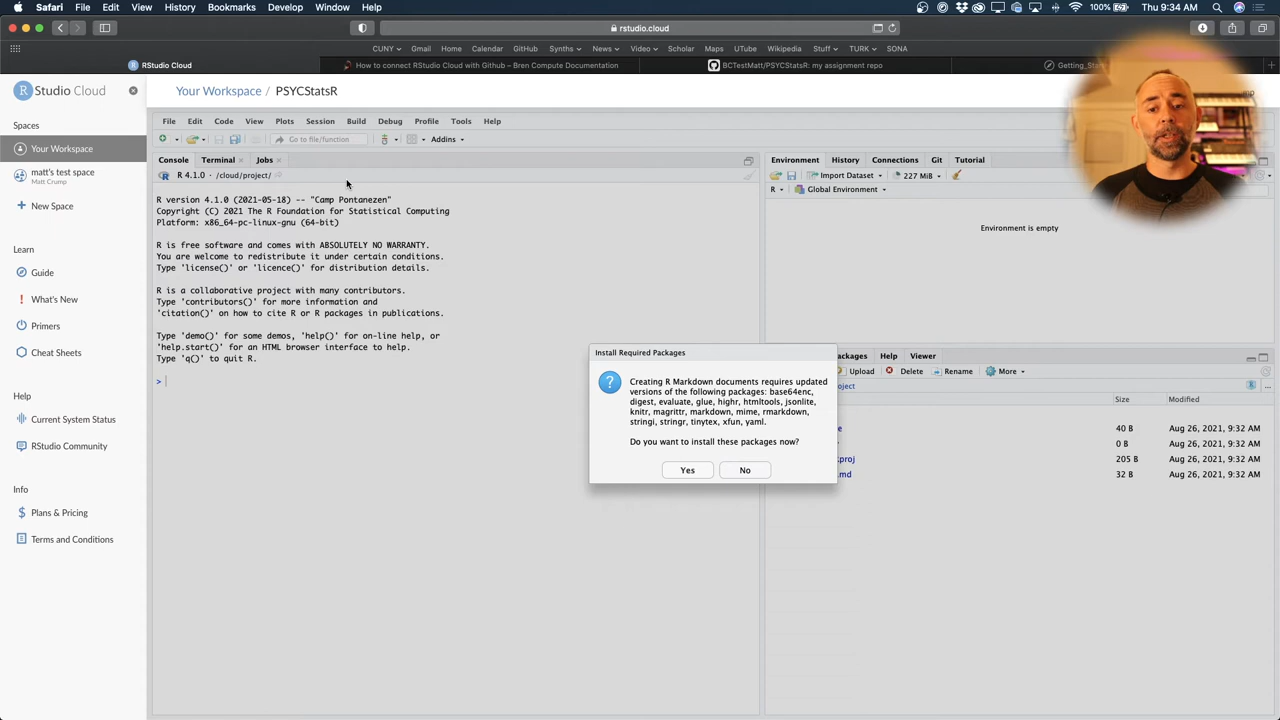 Safari File Edit View History Bookmarks Develop Window Help
100% Thu 9:34 AM
rstudio.cloud
CUNY Gmail Home Calendar GitHub Synths News Video Scholar Maps UTube Wikipedia Stuff TURK SONA
RStudio Cloud
How to connect RStudio Cloud with Github – Bren Compute Documentation
BCTestMatt/PSYCStatsR: my assignment repo
R Studio Cloud
Your Workspace / PSYCStatsR
Spaces
Your Workspace
matt's test space
Matt Crump
New Space
Learn
Guide
What's New
Primers
Cheat Sheets
Help
Current System Status
RStudio Community
Info
Plans & Pricing
Terms and Conditions
File Edit Code View Plots Session Build Debug Profile Tools Help
Go to file/function
Addins
Console Terminal Jobs
R 4.1.0 · /cloud/project/
R version 4.1.0 (2021-05-18) -- "Camp Pontanezen"
Copyright (C) 2021 The R Foundation for Statistical Computing
Platform: x86_64-pc-linux-gnu (64-bit)
R is free software and comes with ABSOLUTELY NO WARRANTY.
You are welcome to redistribute it under certain conditions.
Type 'license()' or 'licence()' for distribution details.
R is a collaborative project with many contributors.
Type 'contributors()' for more information and
'citation()' on how to cite R or R packages in publications.
Type 'demo()' for some demos, 'help()' for on-line help, or
'help.start()' for an HTML browser interface to help.
Type 'q()' to quit R.
>
Install Required Packages
Creating R Markdown documents requires updated
versions of the following packages: base64enc,
digest, evaluate, glue, highr, htmltools, jsonlite,
knitr, magrittr, markdown, mime, rmarkdown,
stringi, stringr, tinytex, xfun, yaml.
Do you want to install these packages now?
Yes No
Environment History Connections Git Tutorial
Import Dataset 227 MiB
R Global Environment
Environment is empty
Help Viewer
Upload Delete Rename More
Size Modified
40 B Aug 26, 2021, 9:32 AM
0 B Aug 26, 2021, 9:32 AM
205 B Aug 26, 2021, 9:32 AM
.md 32 B Aug 26, 2021, 9:32 AM